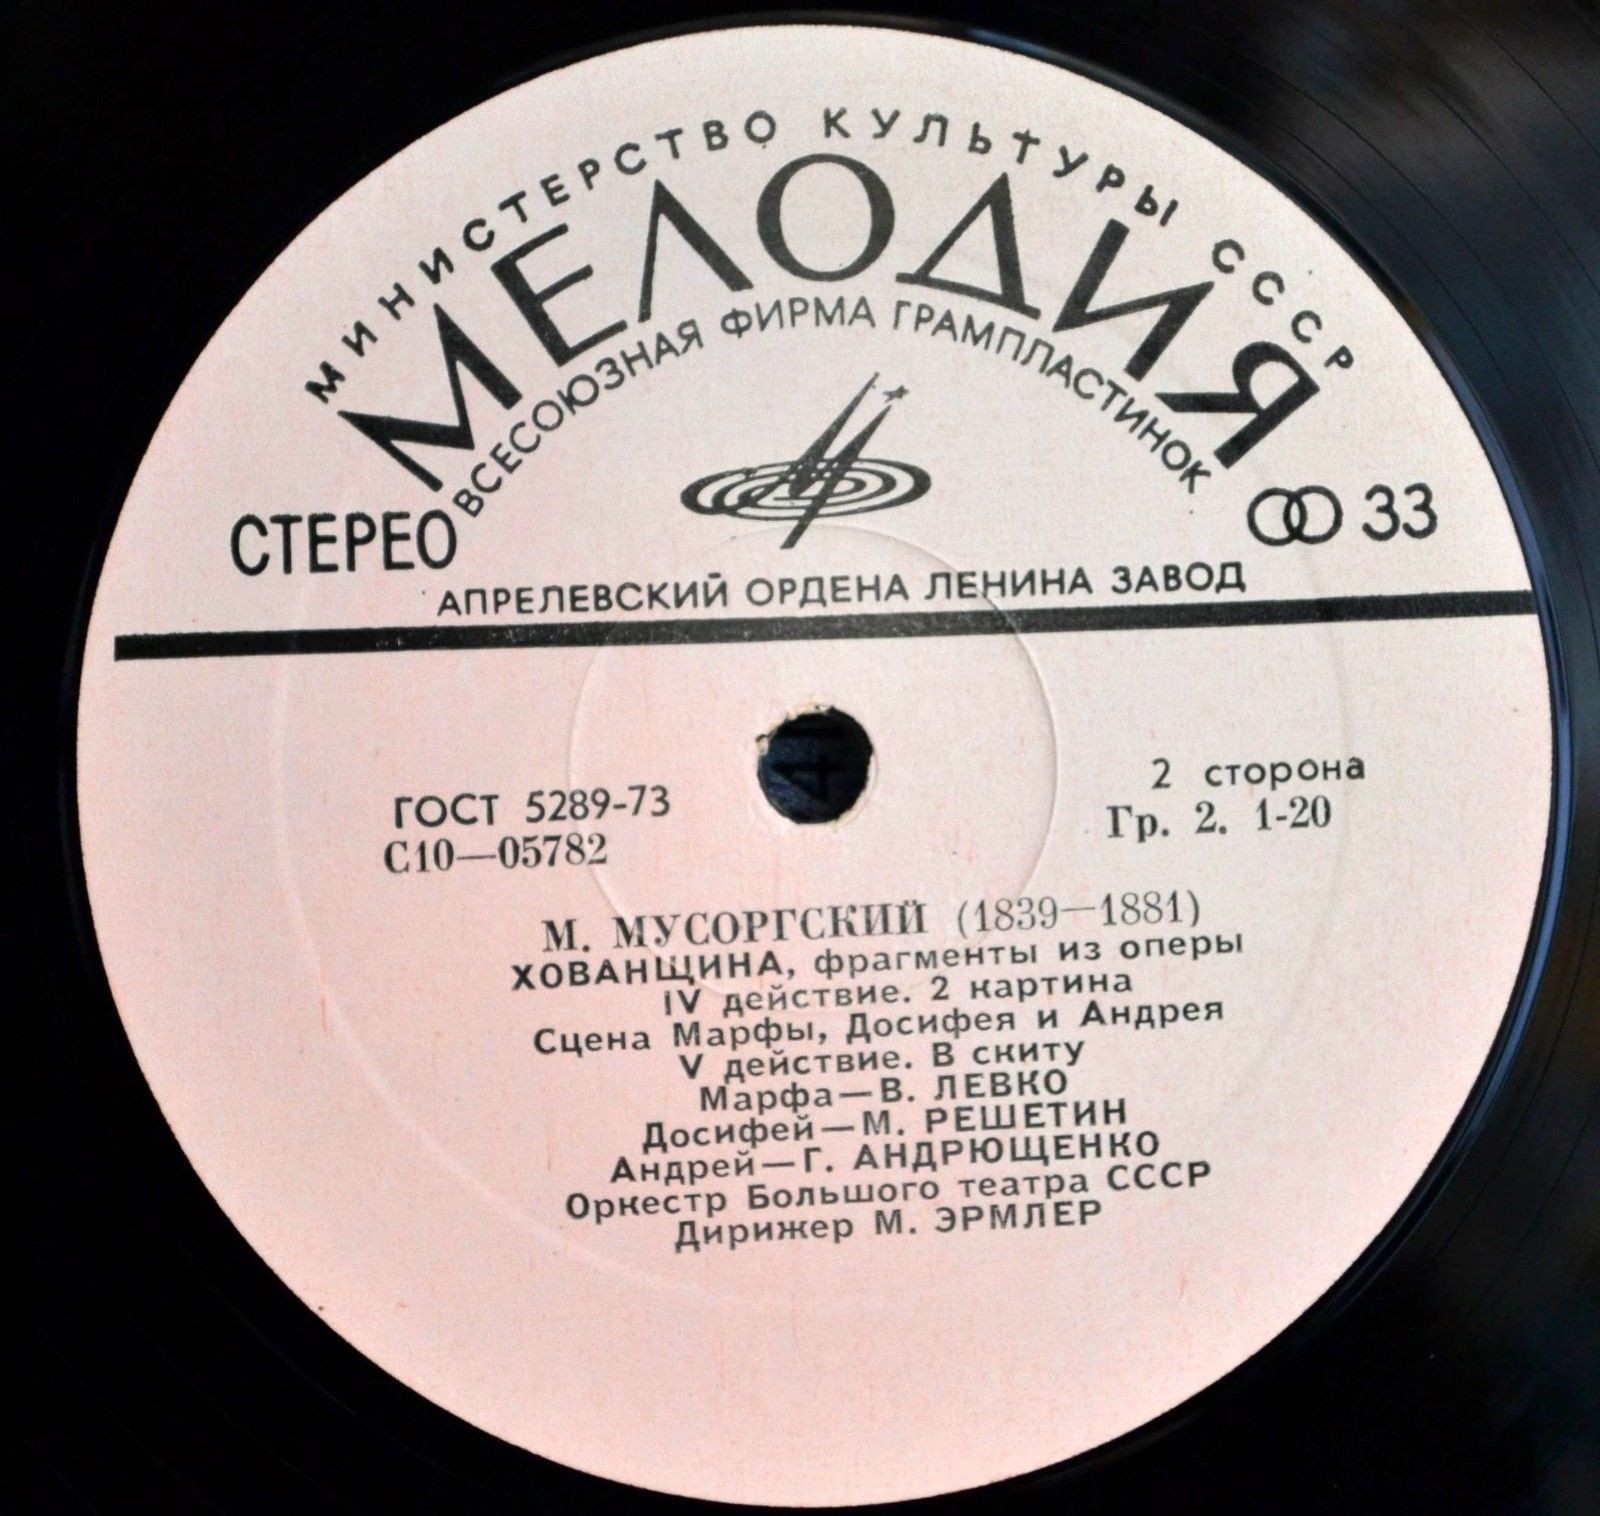 МИНИСТЕРСТВО КУЛЬТУРЫ СССР
МЕЛОДИЯ
ВСЕСОЮЗНАЯ ФИРМА ГРАМПЛАСТИНОК
СТЕРЕО
33
АПРЕЛЕВСКИЙ ОРДЕНА ЛЕНИНА ЗАВОД
ГОСТ 5289-73
С10—05782
2 сторона
Гр. 2. 1-20
М. МУСОРГСКИЙ (1839—1881)
ХОВАНЩИНА, фрагменты из оперы
IV действие. 2 картина
Сцена Марфы, Досифея и Андрея
V действие. В скиту
Марфа—В. ЛЕВКО
Досифей—М. РЕШЕТИН
Андрей—Г. АНДРЮЩЕНКО
Оркестр Большого театра СССР
Дирижер М. ЭРМЛЕР